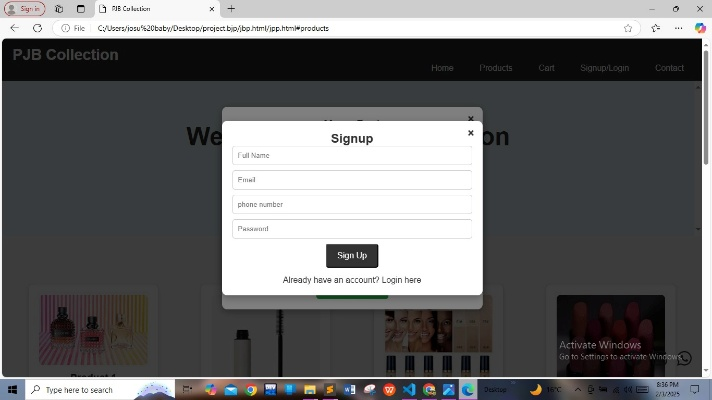 Sign in
PJB Collection
File
C:/Users/josu%20baby/Desktop/project.bjp/jbp.html/jpp.html#products
PJB Collection
Home
Products
Cart
Signup/Login
Contact
We
on
Signup
Full Name
Email
phone number
Password
Sign Up
Already have an account? Login here
Product 1
Activate Windows
Go to Settings to activate Windows.
Type here to search
Desktop
16°C
8:36 PM
2/3/2025